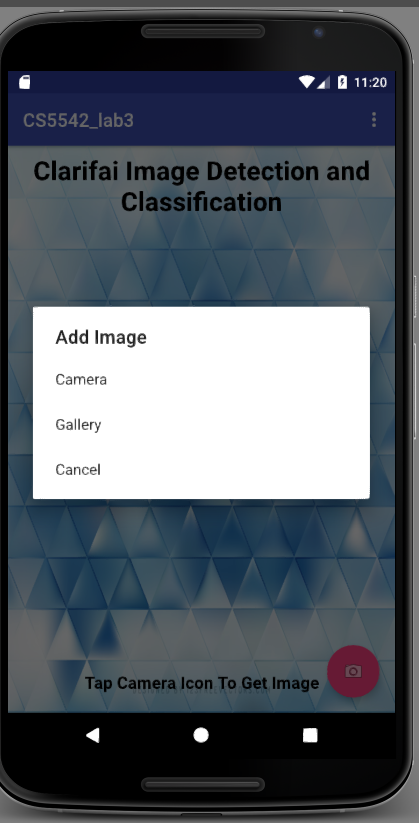 11:20
CS5542_lab3
Clarifai Image Detection and
Classification
Add Image
Camera
Gallery
Cancel
Tap Camera Icon To Get Image